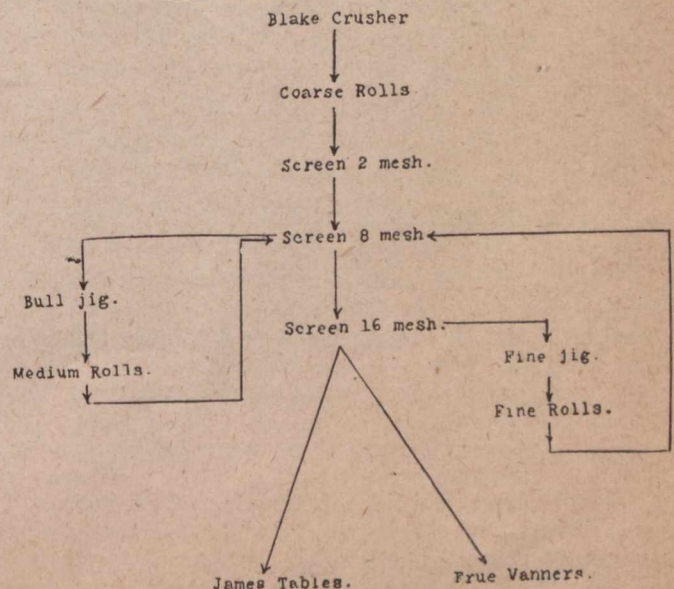 Blake Crusher
Coarse Rolls
Screen 2 mesh.
Screen 8 mesh
Bull jig.
Screen 16 mesh.
Fine jig.
Medium Rolls.
Fine Rolls.
James Tables.
Frue Vanners.